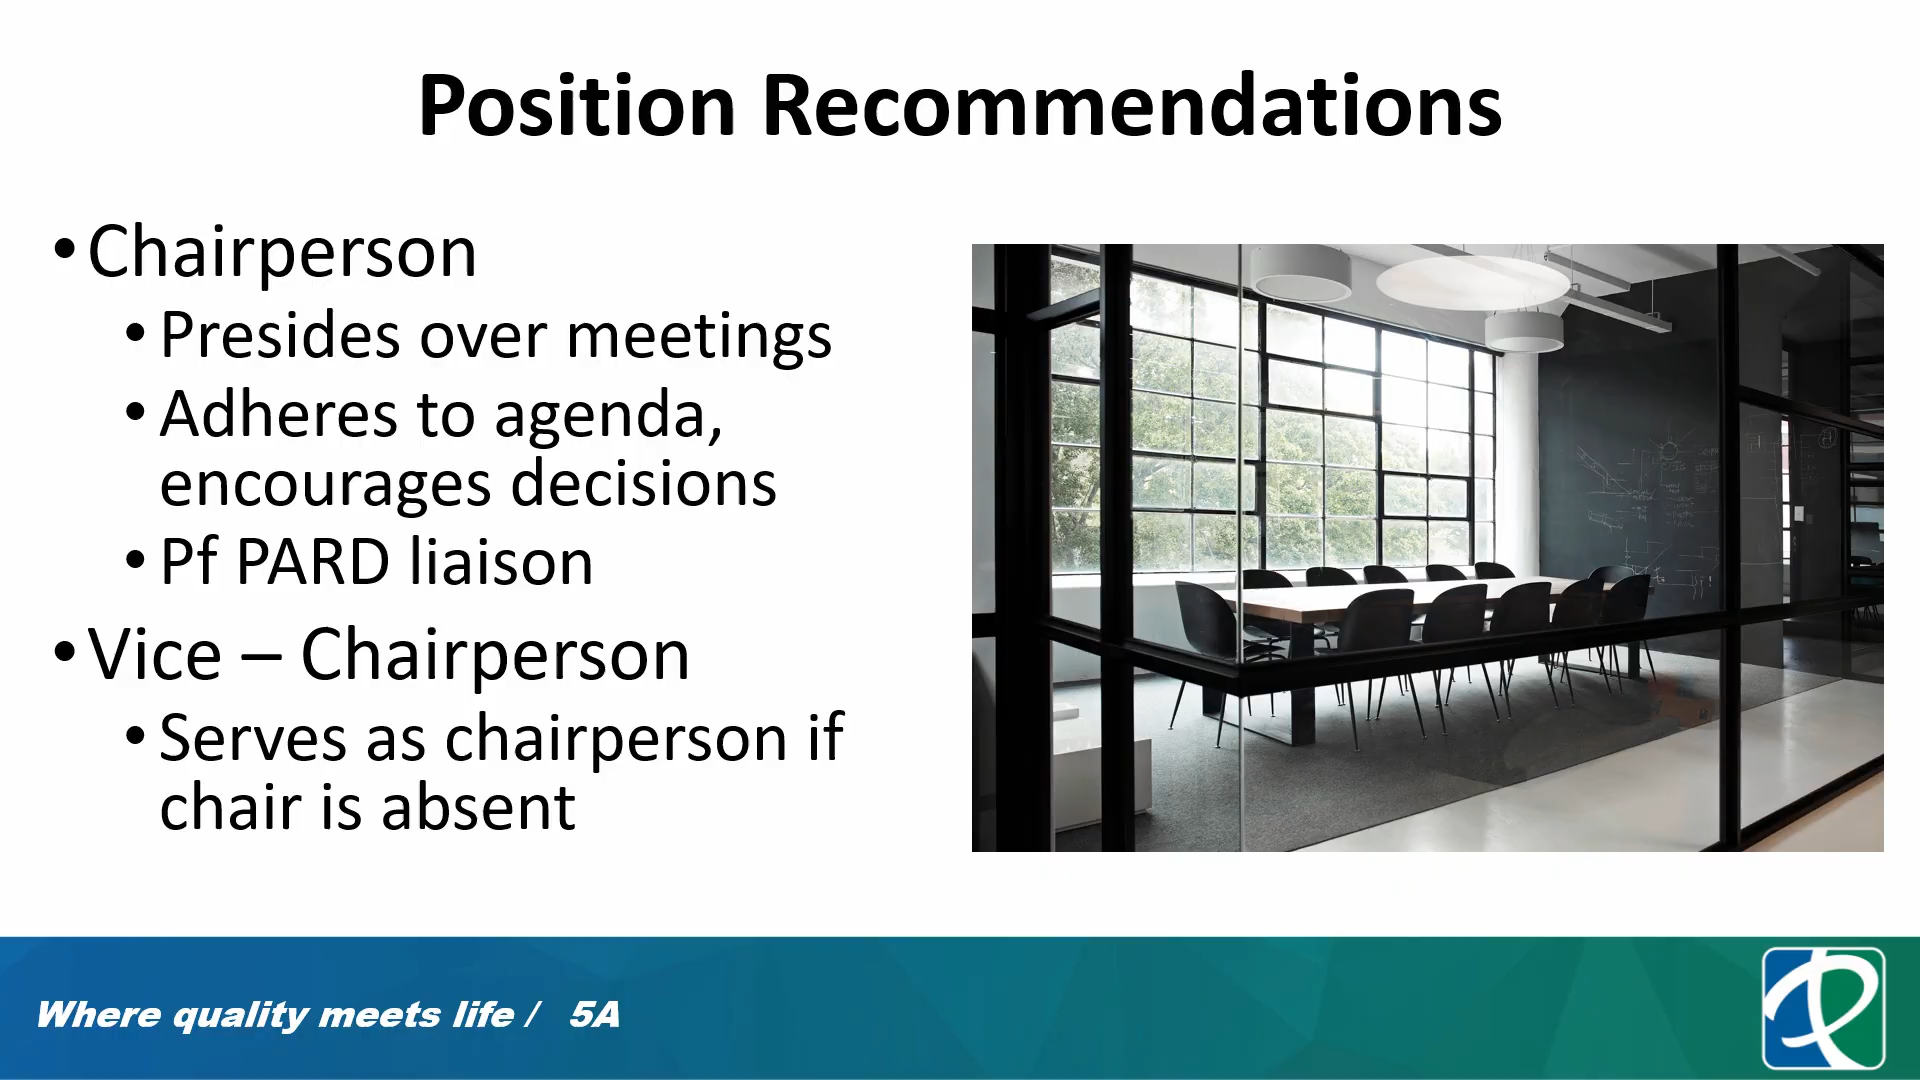 Position Recommendations
• Chairperson
• Presides over meetings
• Adheres to agenda,
encourages decisions
• Pf PARD liaison
• Vice – Chairperson
• Serves as chairperson if
chair is absent
Where quality meets life / 5A